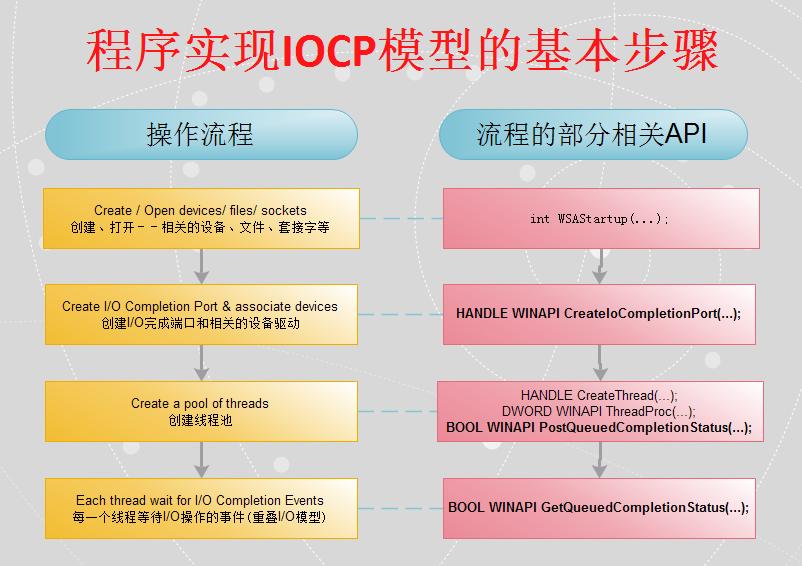 程序实现IOCP模型的基本步骤
操作流程
流程的部分相关API
Create / Open devices/ files/ sockets
创建、打开－－相关的设备、文件、套接字等
int WSAStartup(...);
Create I/O Completion Port & associate devices
创建I/O完成端口和相关的设备驱动
HANDLE WINAPI CreateIoCompletionPort(...);
Create a pool of threads
创建线程池
HANDLE CreateThread(...);
DWORD WINAPI ThreadProc(...);
BOOL WINAPI PostQueuedCompletionStatus(...);
Each thread wait for I/O Completion Events
每一个线程等待I/O操作的事件(重叠I/O模型)
BOOL WINAPI GetQueuedCompletionStatus(...);